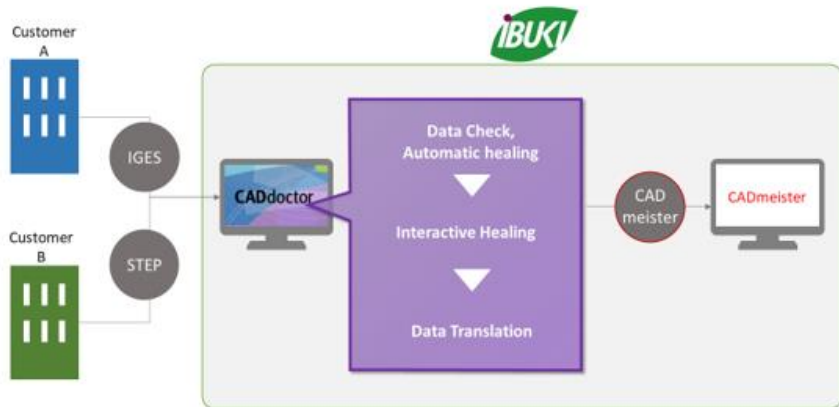 iBUKI
Customer
A
IGES
Customer
B
STEP
CADdoctor
Data Check,
Automatic healing
Interactive Healing
Data Translation
CAD
meister
CADmeister